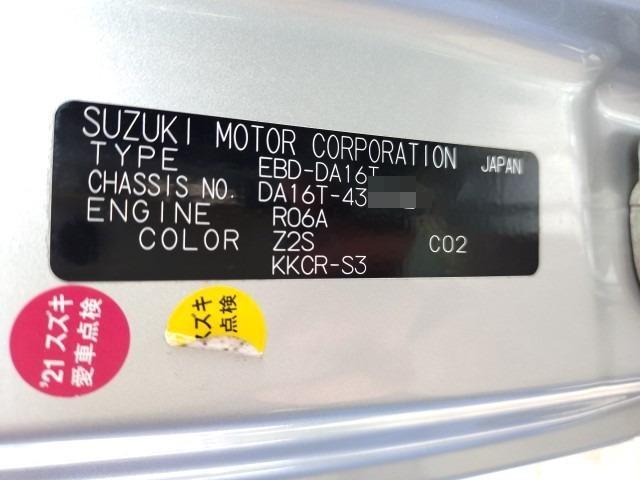 SUZUKI MOTOR CORPORATION JAPAN
TYPE EBD-DA16T
CHASSIS NO. DA16T-43
ENGINE R06A
COLOR Z2S C02
KKCR-S3
'21 スズキ
愛車点検
スズキ
点検